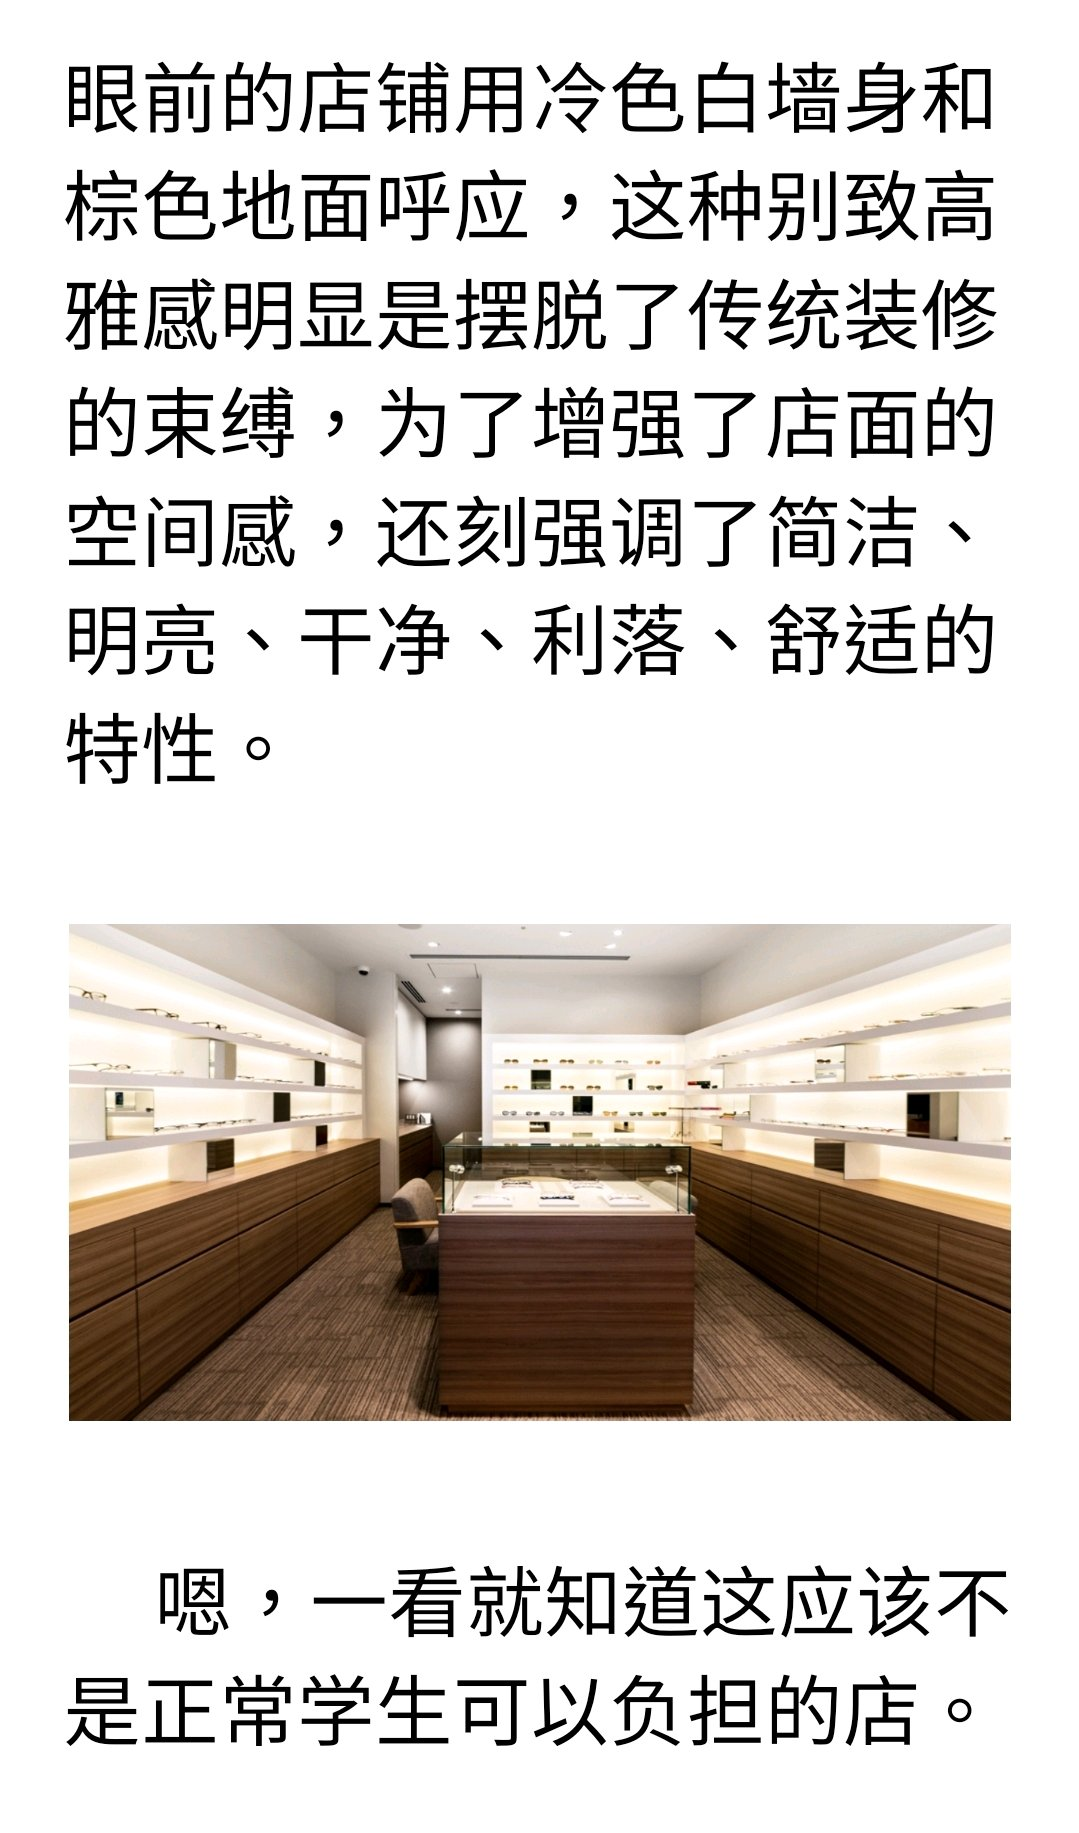 眼前的店铺用冷色白墙身和
棕色地面呼应，这种别致高
雅感明显是摆脱了传统装修
的束缚，为了增强了店面的
空间感，还刻强调了简洁、
明亮、干净、利落、舒适的
特性。
嗯，一看就知道这应该不
是正常学生可以负担的店。